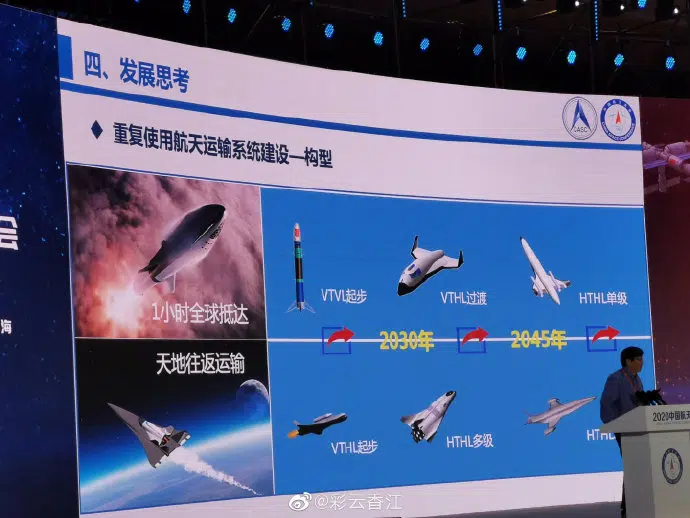 四、发展思考
CASC
◆ 重复使用航天运输系统建设—构型
会
海
1小时全球抵达
VTVL起步
VTHL过渡
HTHL单级
2030年
2045年
天地往返运输
VTHL起步
HTHL多级
2020中国航天
@彩云香江